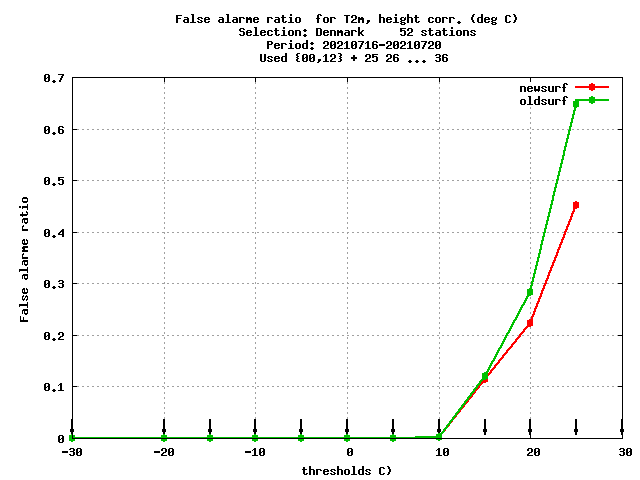 False alarme ratio  for T2m, height corr. (deg C)
Selection: Denmark     52 stations
Period: 20210716-20210720
Used {00,12} + 25 26 ... 36
newsurf
oldsurf
0.7
0.6
0.5
0.4
0.3
0.2
0.1
0
False alarme ratio
-30 -20 -10 0 10 20 30
thresholds C)